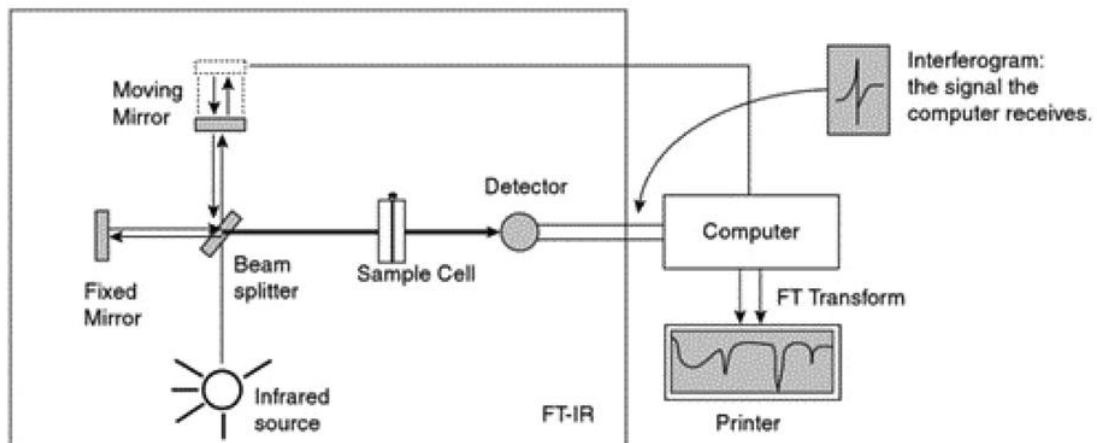 Moving
Mirror
Fixed
Mirror
Beam
splitter
Infrared
source
Sample Cell
Detector
FT-IR
Interferogram:
the signal the
computer receives.
Computer
FT Transform
Printer